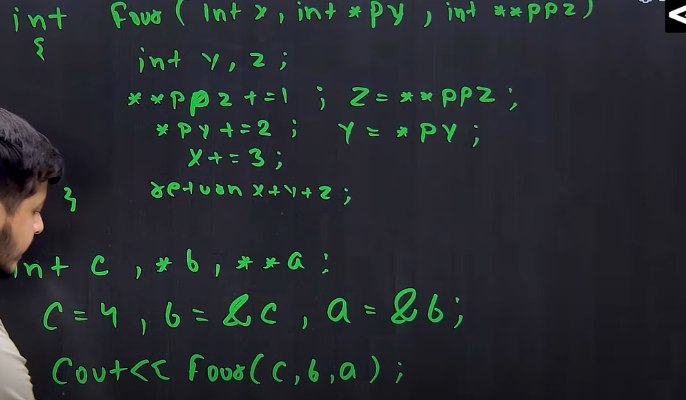 int Four ( int x, int *py , int **ppz )
{
int y, z ;
**ppz += 1 ; z = **ppz ;
*py += 2 ; y = *py ;
x += 3 ;
return x+y+z ;
}
int c , *b , **a ;
c = 4 , b = &c , a = &b ;
Cout<< Four( c, b, a ) ;